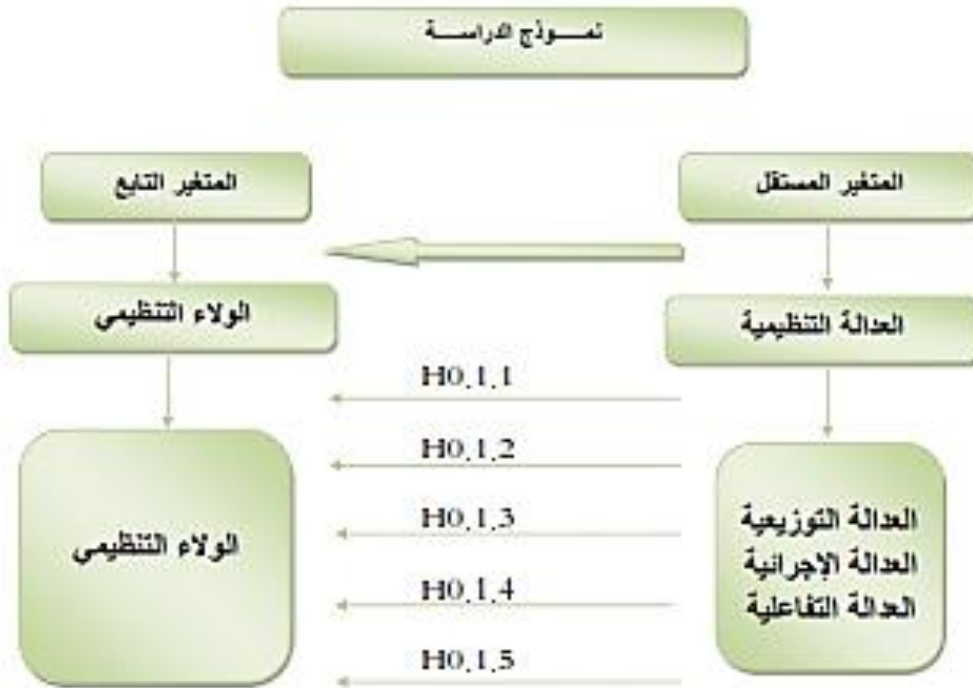 نمـــوذج الدراســـة
المتغير المستقل
المتغير التابع
العدالة التنظيمية
الولاء التنظيمي
H0.1.1
H0.1.2
H0.1.3
H0.1.4
H0.1.5
العدالة التوزيعية
العدالة الإجرائية
العدالة التفاعلية
الولاء التنظيمي